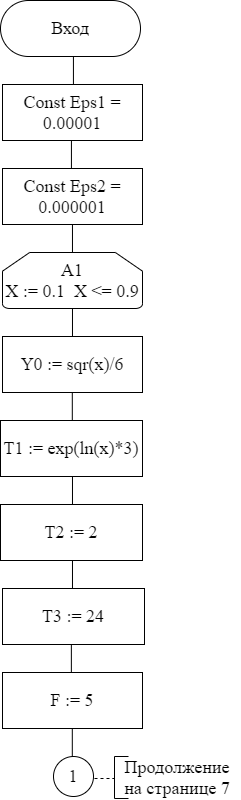 Вход
Const Eps1 =
0.00001
Const Eps2 =
0.000001
A1
X := 0.1 X <= 0.9
Y0 := sqr(x)/6
T1 := exp(ln(x)*3)
T2 := 2
T3 := 24
F := 5
1
Продолжение
на странице 7